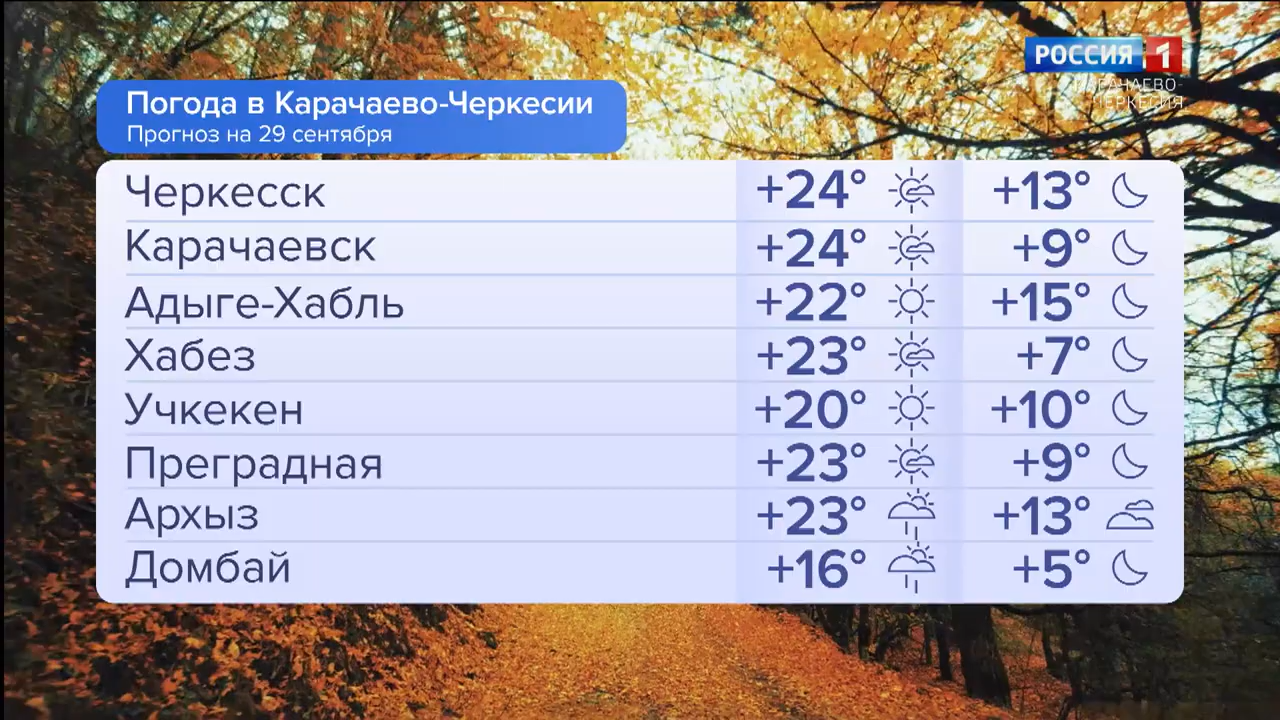 РОССИЯ 1
КАРАЧАЕВО-
ЧЕРКЕСИЯ
Погода в Карачаево-Черкесии
Прогноз на 29 сентября
Черкесск +24° +13°
Карачаевск +24° +9°
Адыге-Хабль +22° +15°
Хабез +23° +7°
Учкекен +20° +10°
Преградная +23° +9°
Архыз +23° +13°
Домбай +16° +5°